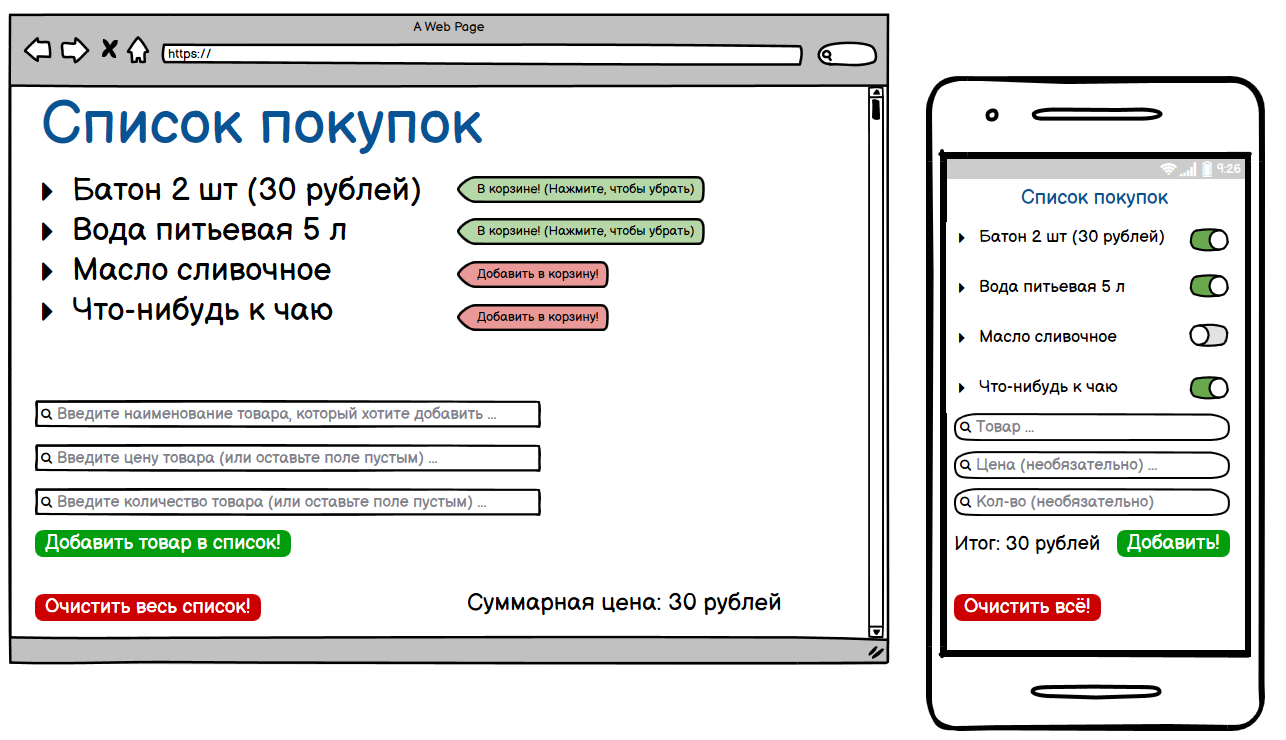 A Web Page
https://
Список покупок
Батон 2 шт (30 рублей)
В корзине! (Нажмите, чтобы убрать)
Вода питьевая 5 л
В корзине! (Нажмите, чтобы убрать)
Масло сливочное
Добавить в корзину!
Что-нибудь к чаю
Добавить в корзину!
Введите наименование товара, который хотите добавить ...
Введите цену товара (или оставьте поле пустым) ...
Введите количество товара (или оставьте поле пустым) ...
Добавить товар в список!
Очистить весь список!
Суммарная цена: 30 рублей
9:26
Список покупок
Батон 2 шт (30 рублей)
Вода питьевая 5 л
Масло сливочное
Что-нибудь к чаю
Товар ...
Цена (необязательно) ...
Кол-во (необязательно)
Итог: 30 рублей
Добавить!
Очистить всё!